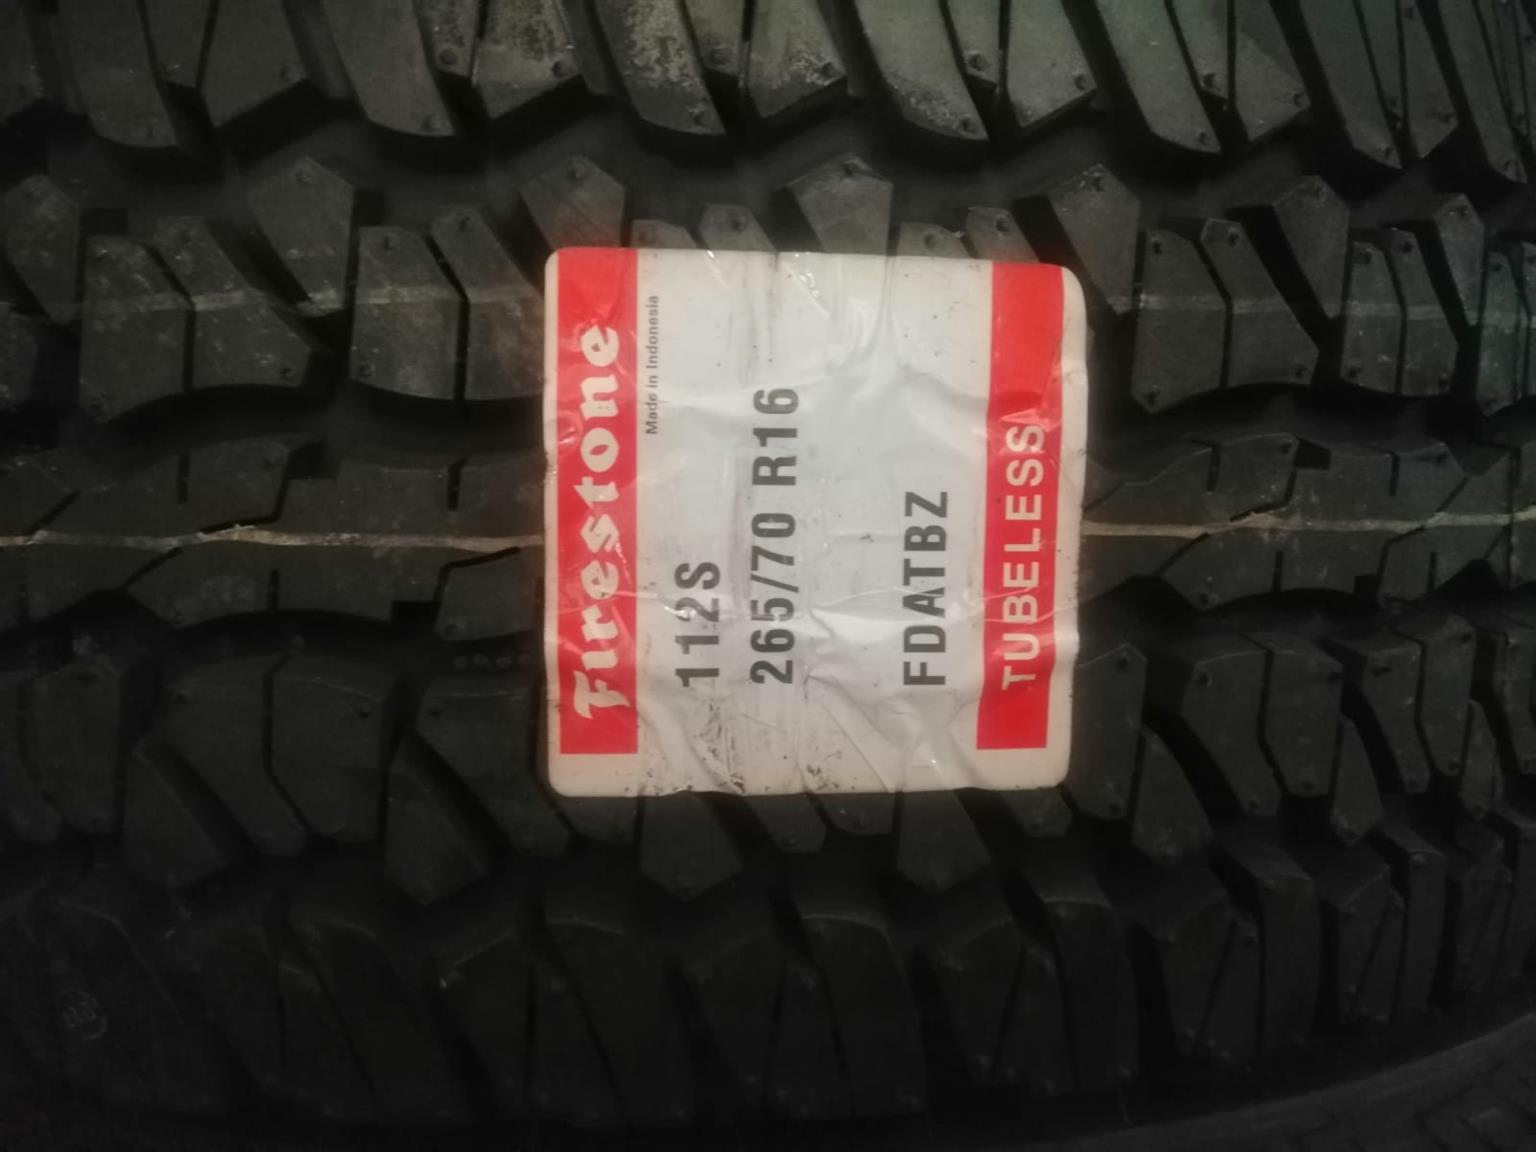 Firestone
Made in Indonesia
112S
265/70 R16
FDATBZ
TUBELESS